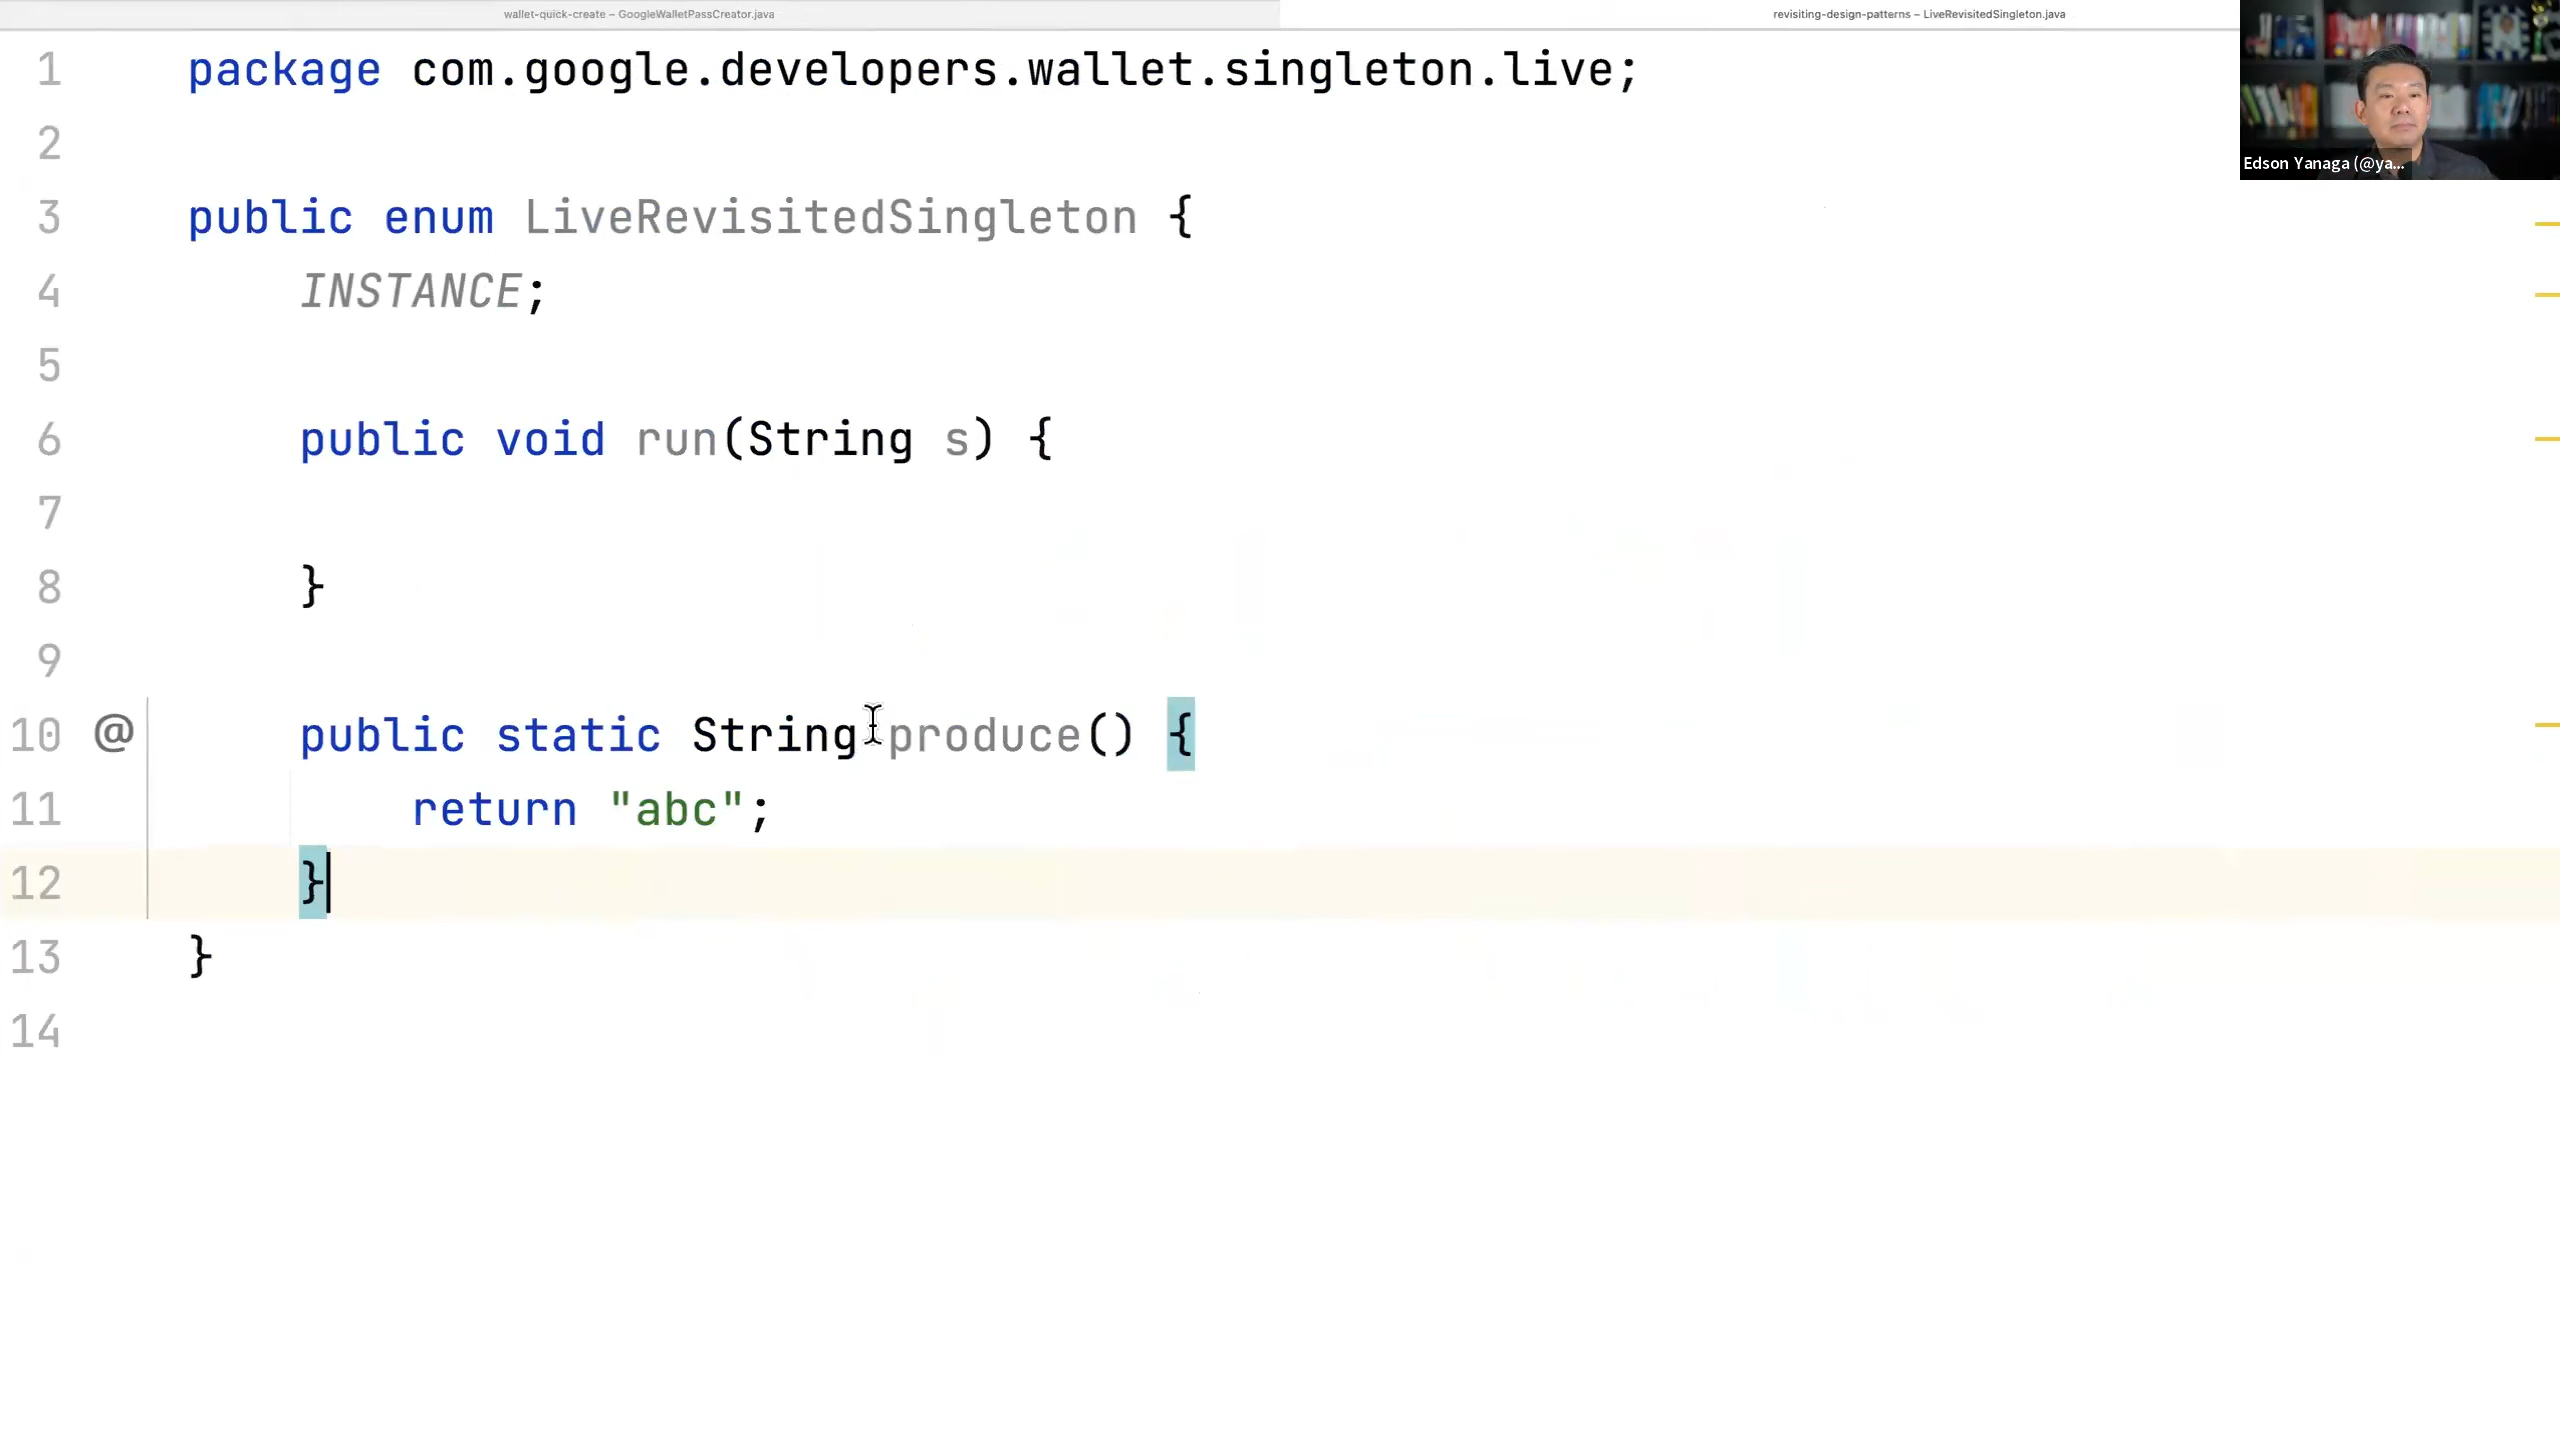 wallet-quick-create – GoogleWalletPassCreator.java
revisiting-design-patterns – LiveRevisitedSingleton.java
Edson Yanaga (@ya...
1 package com.google.developers.wallet.singleton.live;
2
3 public enum LiveRevisitedSingleton {
4 INSTANCE;
5
6 public void run(String s) {
7
8 }
9
10 @ public static String produce() {
11 return "abc";
12 }
13 }
14